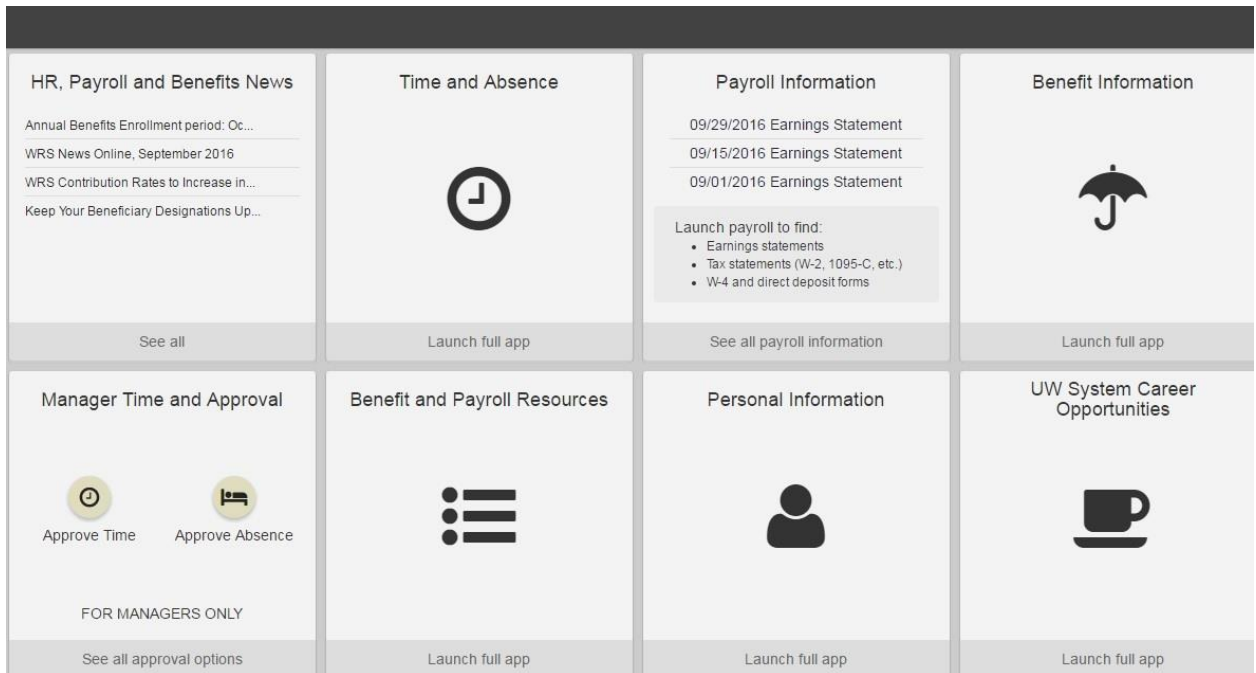 HR, Payroll and Benefits News
Annual Benefits Enrollment period: Oc...
WRS News Online, September 2016
WRS Contribution Rates to Increase in...
Keep Your Beneficiary Designations Up...
See all
Time and Absence
Launch full app
Payroll Information
09/29/2016 Earnings Statement
09/15/2016 Earnings Statement
09/01/2016 Earnings Statement
Launch payroll to find:
• Earnings statements
• Tax statements (W-2, 1095-C, etc.)
• W-4 and direct deposit forms
See all payroll information
Benefit Information
Launch full app
Manager Time and Approval
Approve Time
Approve Absence
FOR MANAGERS ONLY
See all approval options
Benefit and Payroll Resources
Launch full app
Personal Information
Launch full app
UW System Career
Opportunities
Launch full app